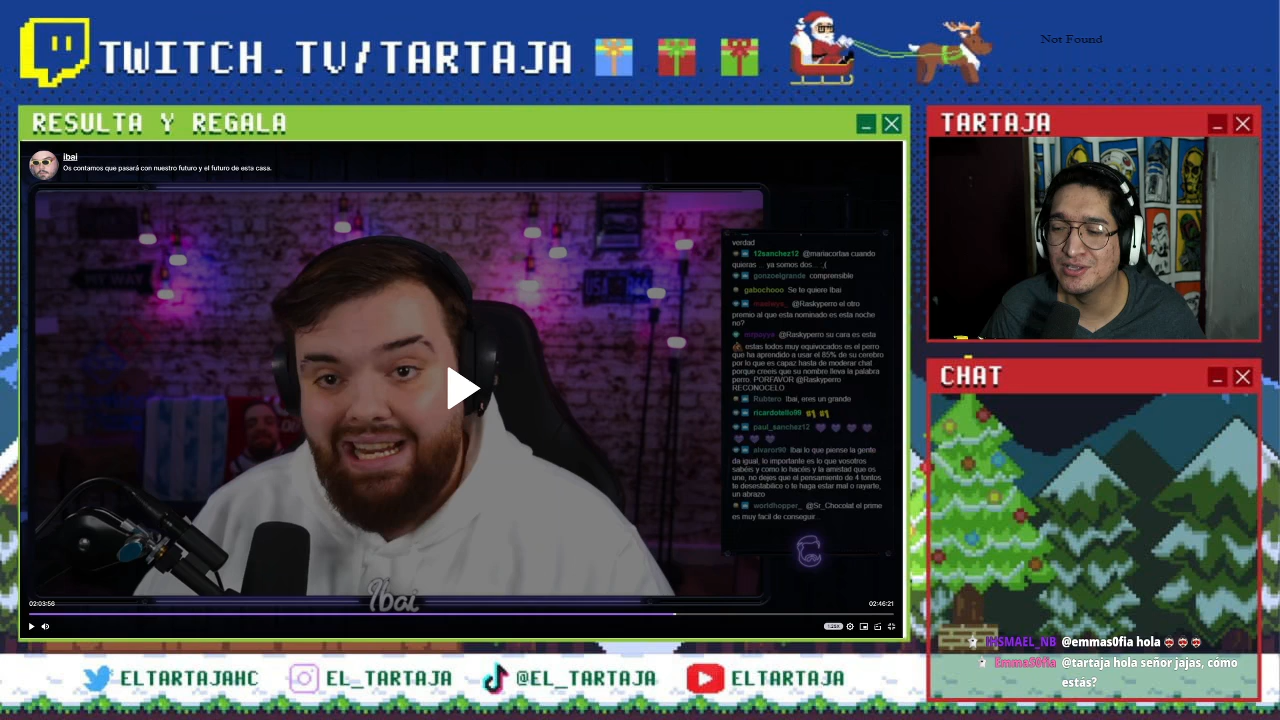 TWITCH.TV/TARTAJA
Not Found
RESULTA Y REGALA
ibai
Os contamos que pasará con nuestro futuro y el futuro de esta casa.
verdad
12sanchez12 @mariacortaa cuando
quieras ... ya somos dos... :,(
gonzoelgrande comprensible
gabochooo Se te quiere Ibai
@Raskyperro el otro
premio al que esta nominado es esta noche
no?
@Raskyperro su cara es esta
estas todos muy equivocados es el perro
que ha aprendido a usar el 85% de su cerebro
por lo que es capaz hasta de moderar chat
porque creeis que su nombre lleva la palabra
perro. PORFAVOR @Raskyperro
RECONOCELO
Rubtero Ibai, eres un grande
ricardotello99
paul_sanchez12
alvaror90 Ibai lo que piense la gente
da igual, lo importante es lo que vosotros
sabéis y como lo hacéis y la amistad que os
une, no dejes que el pensamiento de 4 tontos
te desestabilice o te haga estar mal o rayarte,
un abrazo
worldhopper_ @Sr_Chocolat el prime
es muy facil de conseguir...
Ibai
02:03:56
02:46:21
1.25X
TARTAJA
CHAT
@emmas0fia hola
Emmas0fia @tartaja hola señor jajas, cómo
estás?
ELTARTAJAHC
EL_TARTAJA
@EL_TARTAJA
ELTARTAJA